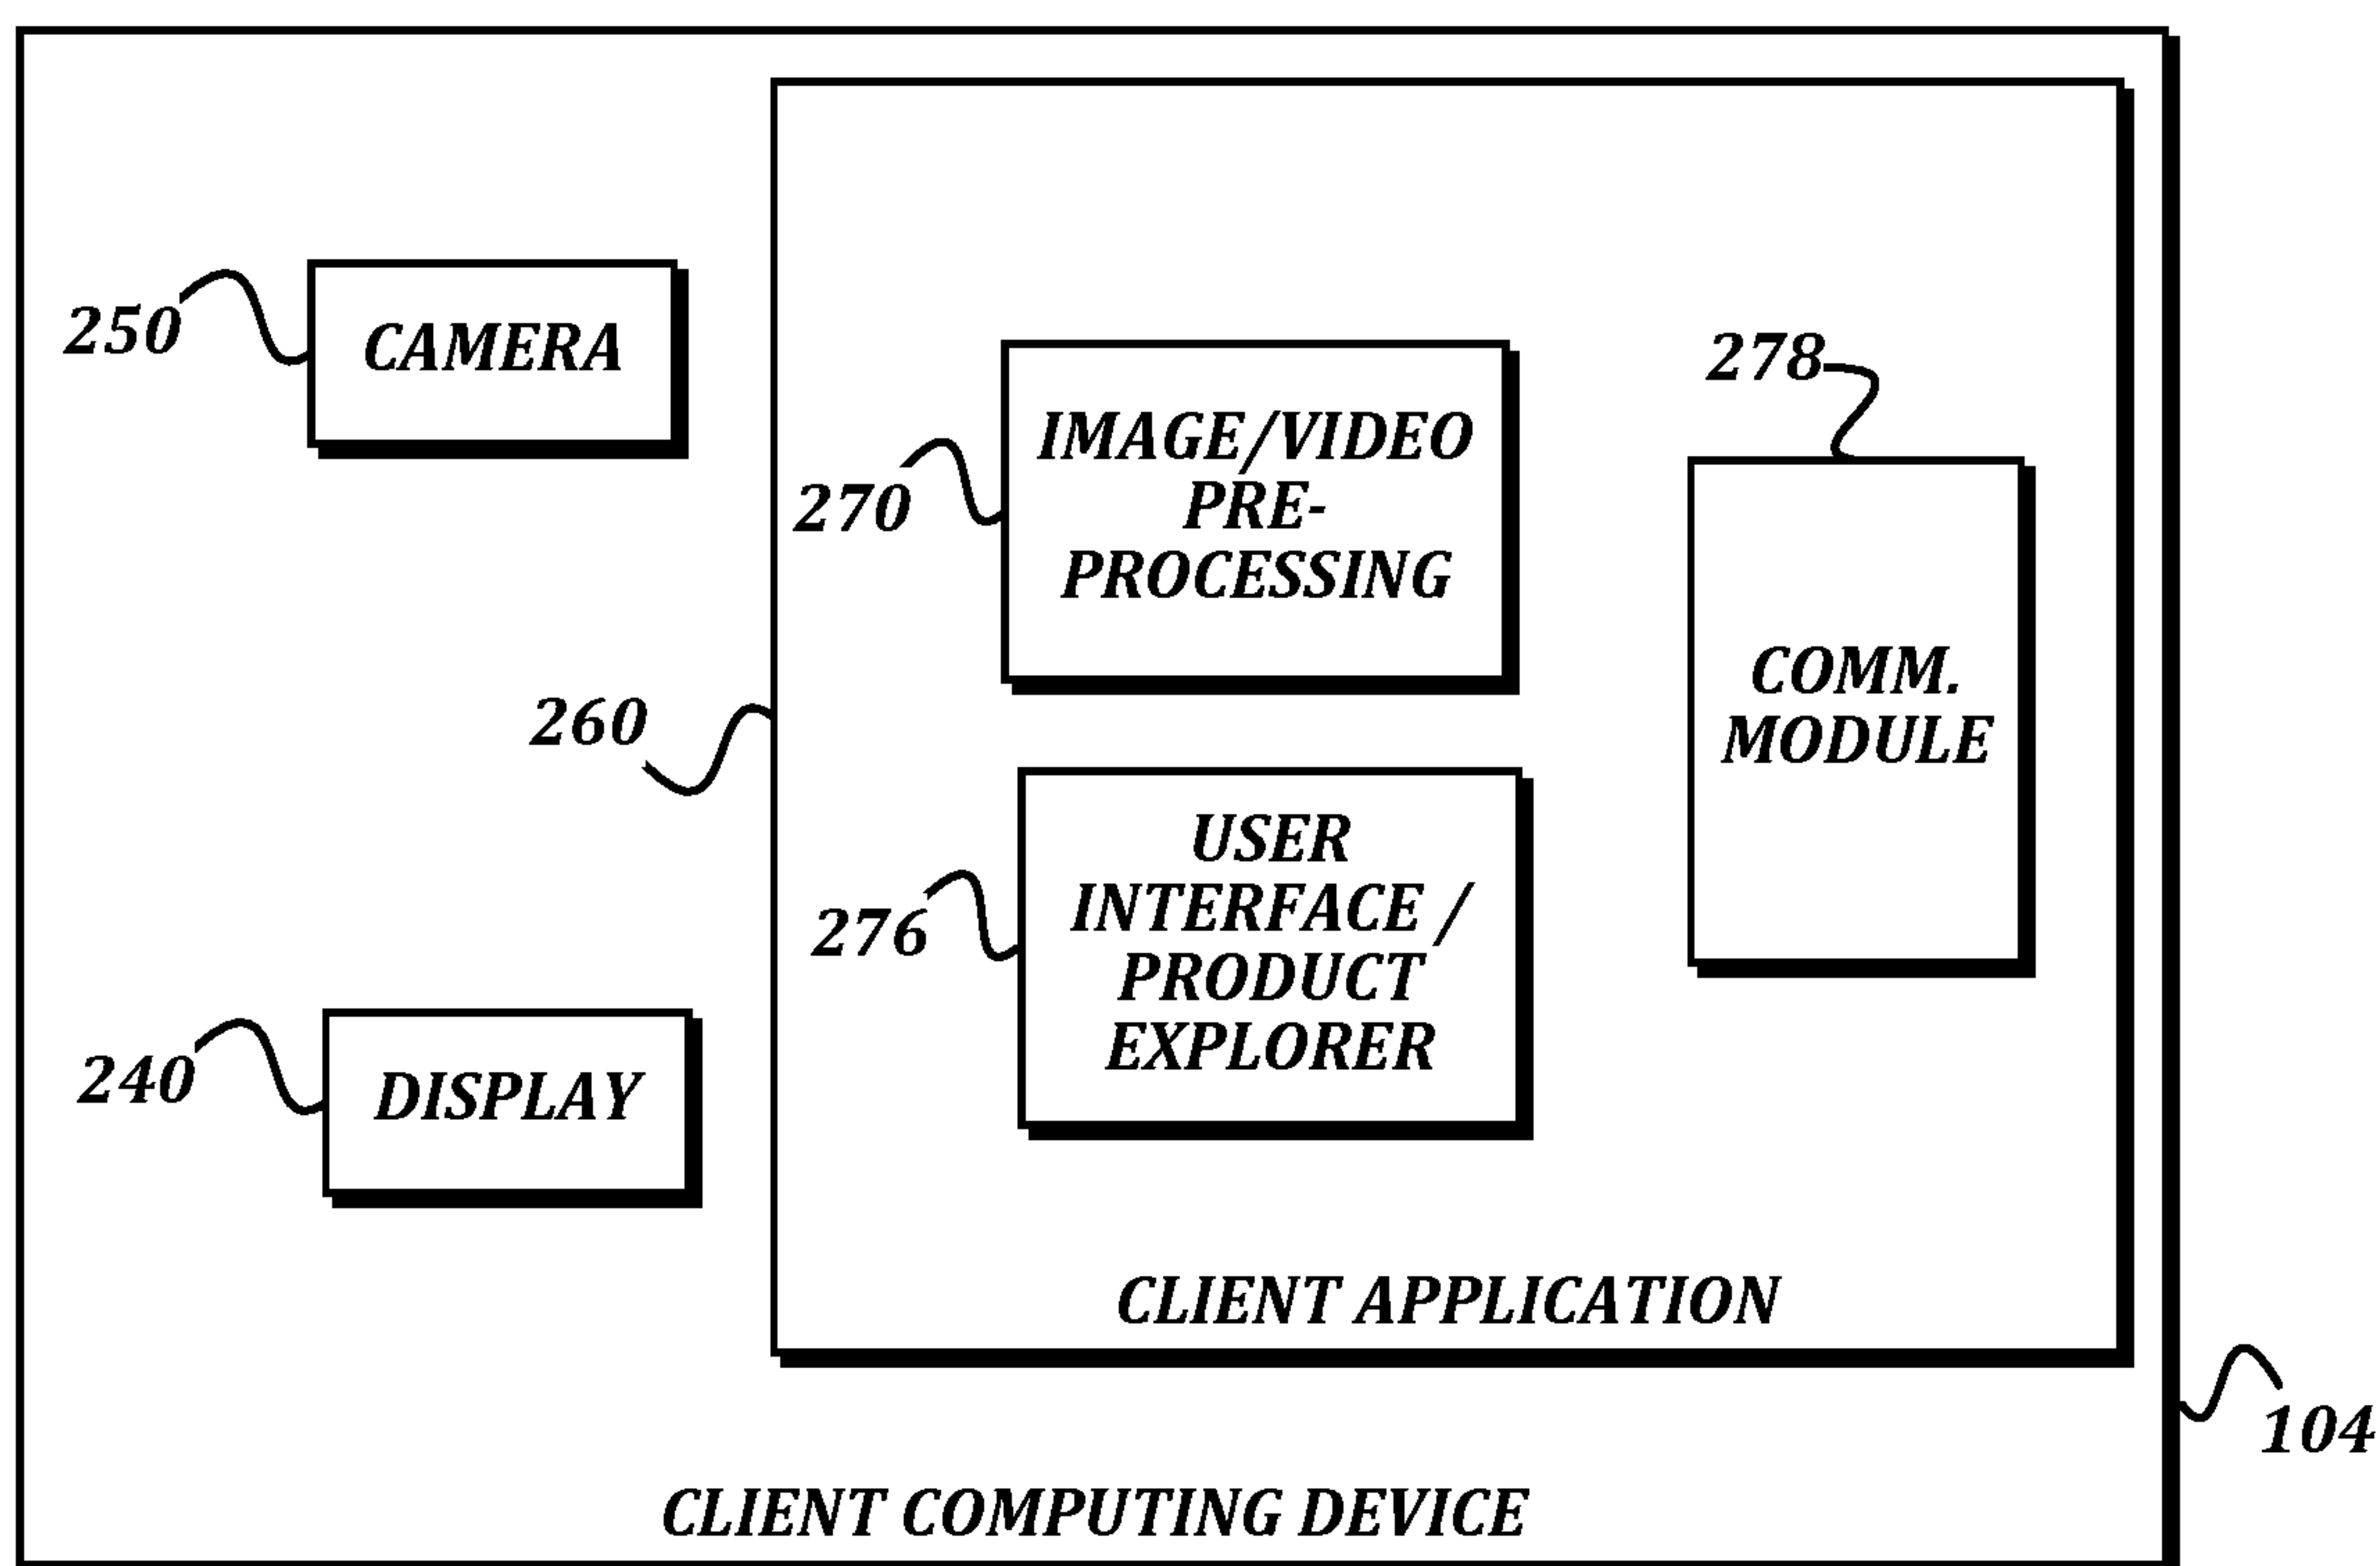 250
CAMERA
270
IMAGE/VIDEO
PRE-
PROCESSING
278
COMM.
MODULE
260
276
USER
INTERFACE /
PRODUCT
EXPLORER
240
DISPLAY
CLIENT APPLICATION
104
CLIENT COMPUTING DEVICE